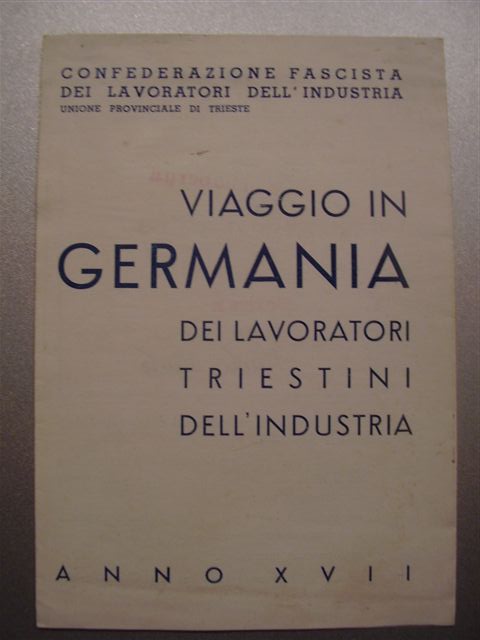 CONFEDERAZIONE FASCISTA
DEI LAVORATORI DELL'INDUSTRIA
UNIONE PROVINCIALE DI TRIESTE
VIAGGIO IN
GERMANIA
DEI LAVORATORI
TRIESTINI
DELL'INDUSTRIA
ANNO XVII